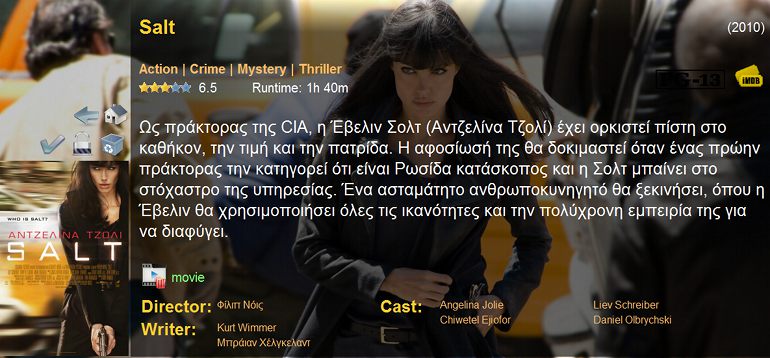 Salt
(2010)
Action | Crime | Mystery | Thriller
PG-13
IMDB
6.5 Runtime: 1h 40m
Ως πράκτορας της CIA, η Έβελιν Σολτ (Αντζελίνα Τζολί) έχει ορκιστεί πίστη στο
καθήκον, την τιμή και την πατρίδα. Η αφοσίωσή της θα δοκιμαστεί όταν ένας πρώην
πράκτορας την κατηγορεί ότι είναι Ρωσίδα κατάσκοπος και η Σολτ μπαίνει στο
στόχαστρο της υπηρεσίας. Ένα ασταμάτητο ανθρωποκυνηγητό θα ξεκινήσει, όπου η
Έβελιν θα χρησιμοποιήσει όλες τις ικανότητες και την πολύχρονη εμπειρία της για
να διαφύγει.
WHO IS SALT?
ΑΝΤΖΕΛΙΝΑ ΤΖΟΛΙ
SALT
movie
Director: Φίλιπ Νόις
Writer: Kurt Wimmer
Μπράιαν Χέλγκελαντ
Cast: Angelina Jolie Liev Schreiber
Chiwetel Ejiofor Daniel Olbrychski